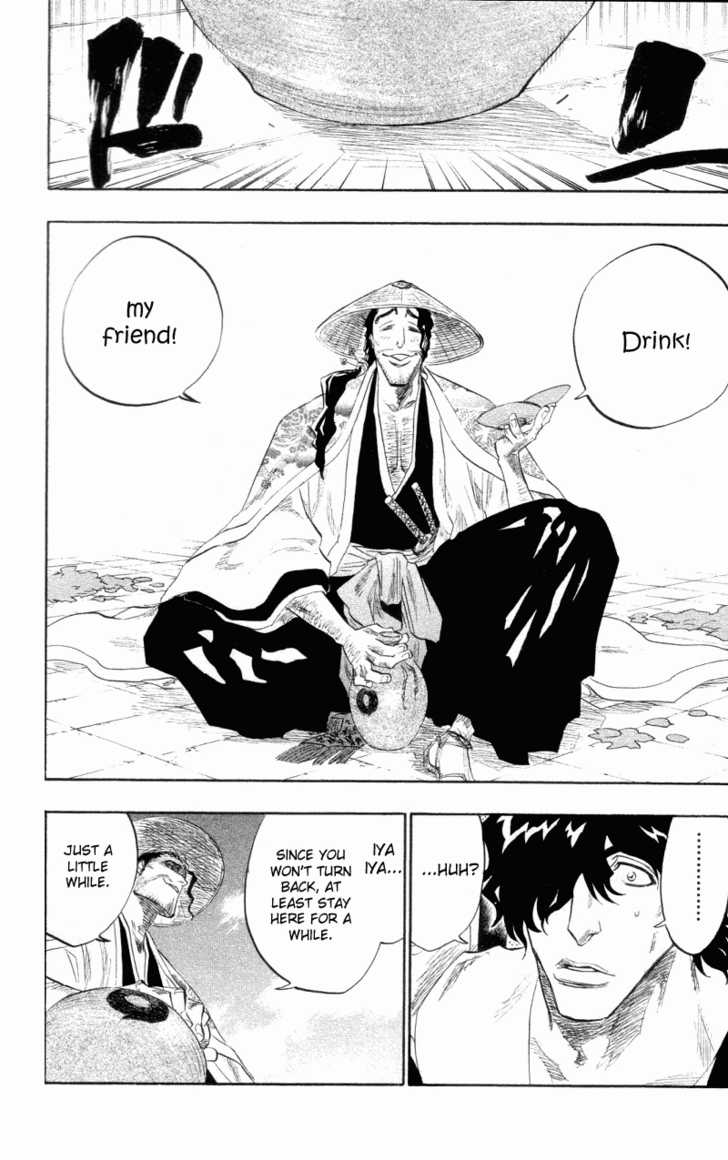 Drink!
my
friend!
..........
...HUH?
IYA
IYA...
SINCE YOU
WON'T TURN
BACK, AT
LEAST STAY
HERE FOR A
WHILE.
JUST A
LITTLE
WHILE.